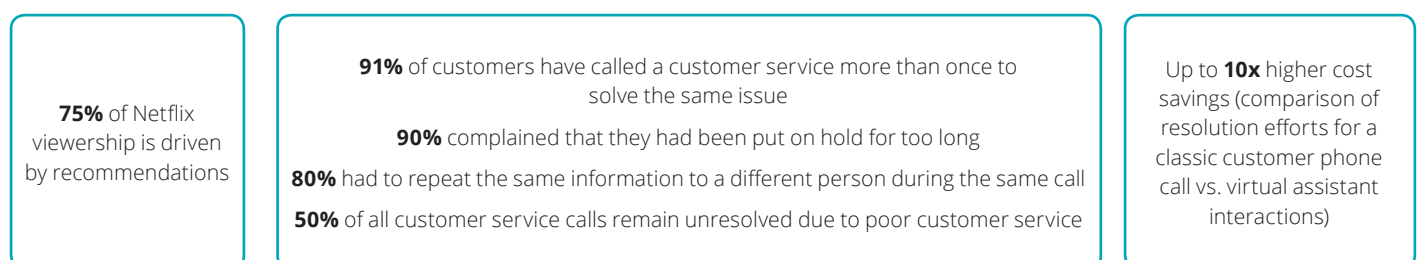 75% of Netflix
viewership is driven
by recommendations
91% of customers have called a customer service more than once to
solve the same issue
90% complained that they had been put on hold for too long
80% had to repeat the same information to a different person during the same call
50% of all customer service calls remain unresolved due to poor customer service
Up to 10x higher cost
savings (comparison of
resolution efforts for a
classic customer phone
call vs. virtual assistant
interactions)